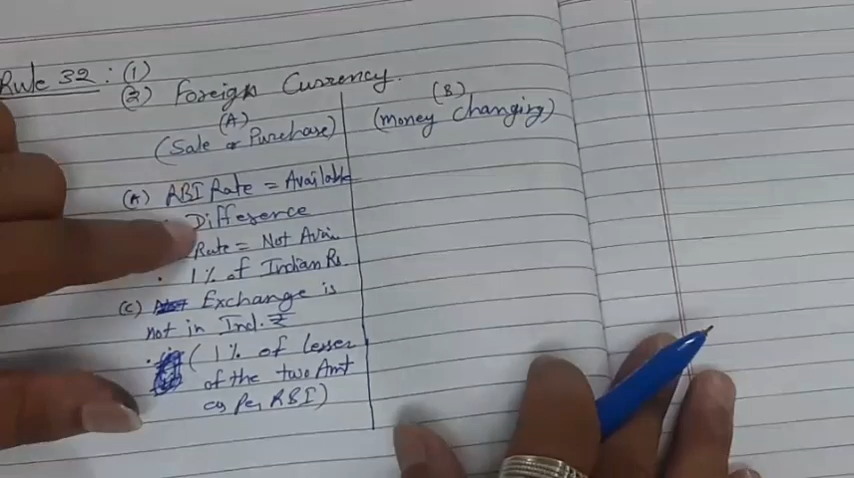 Rule 32 : (1)
(2) Foreign Currency.
(A) (B)
(Sale or Purchase) (money changing)
(A) RBI Rate = Available
Difference
Rate = Not Avai
• 1% of Indian Rs
(C) Exchange is
not in Ind. ₹
• (1% of lesser
of the two Amt
as Per RBI)